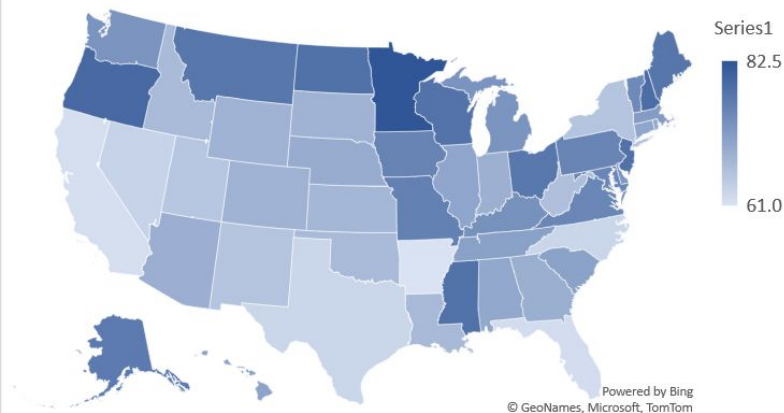 Series1
82.5
61.0
Powered by Bing
© GeoNames, Microsoft, TomTom